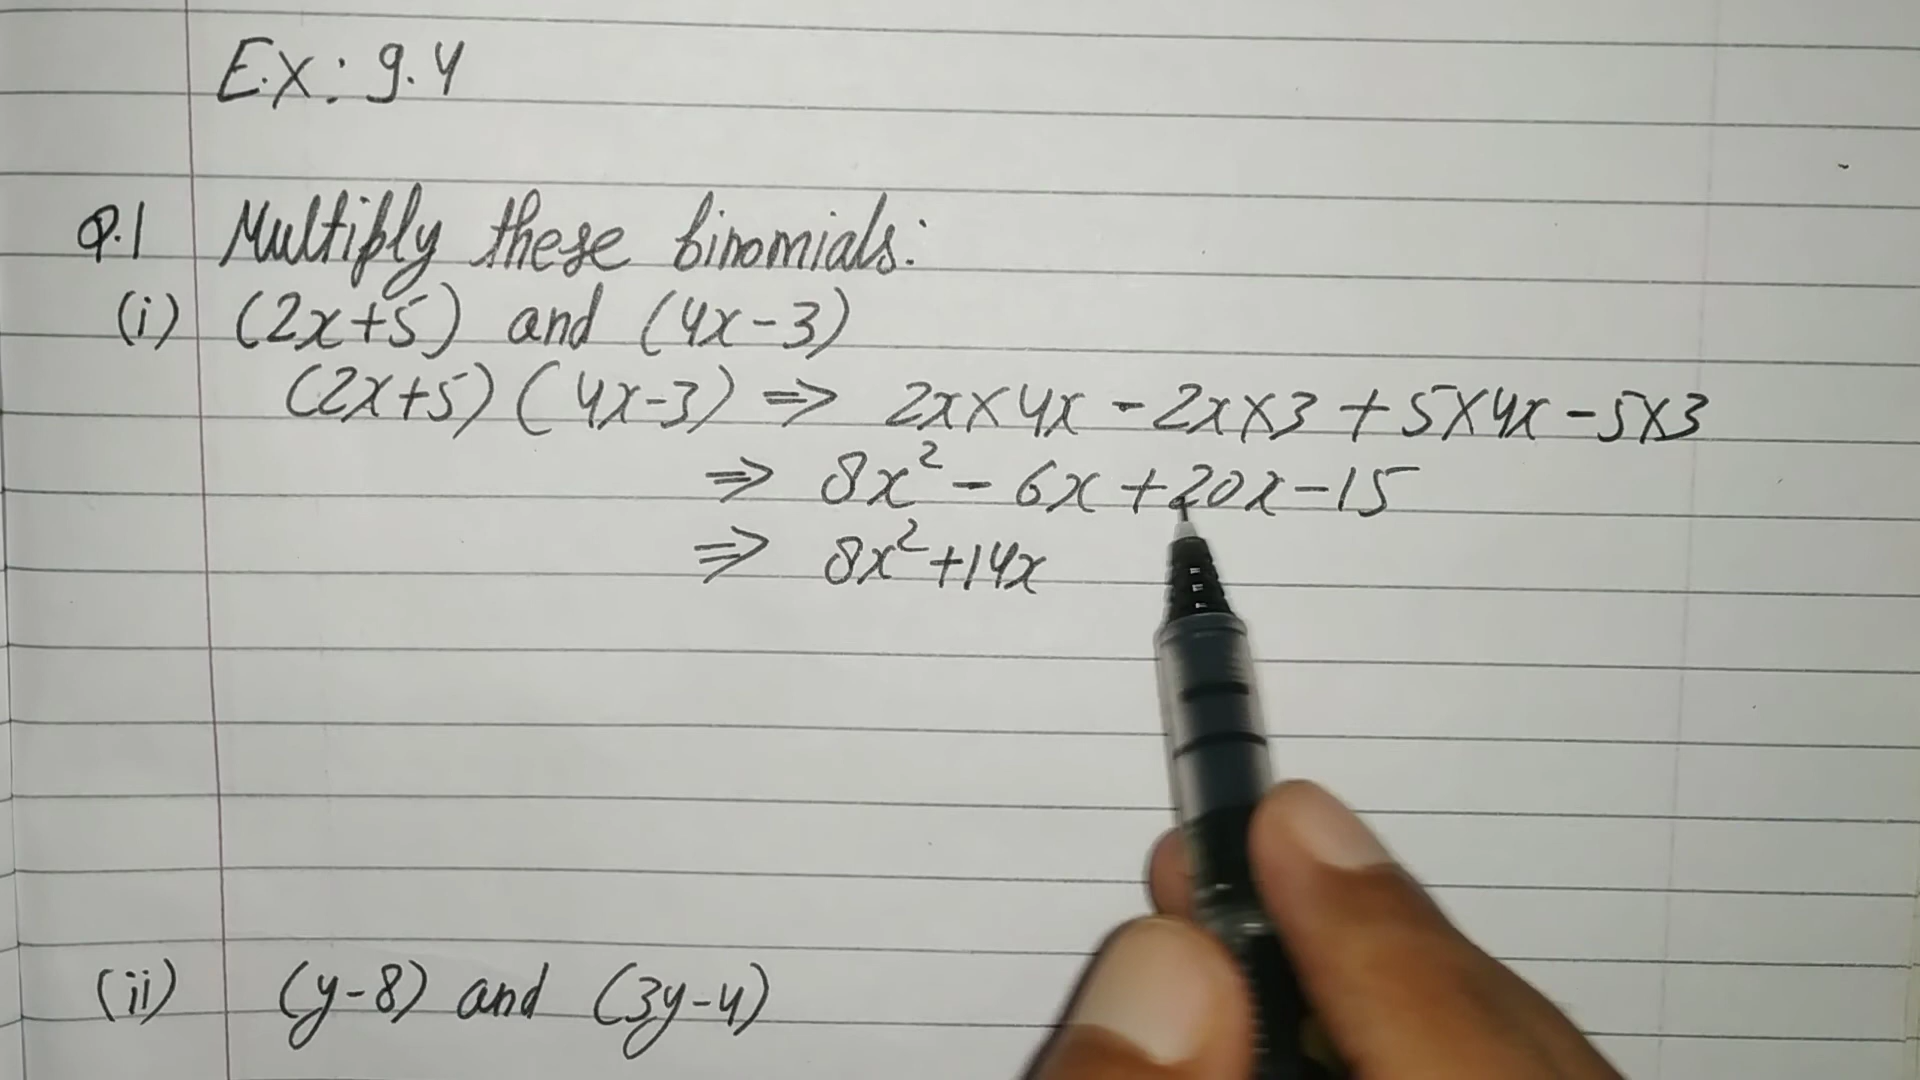 Ex: 9.4
Q.1 Multiply these binomials:
(i) (2x+5) and (4x-3)
(2x+5) (4x-3) ⇒ 2x×4x - 2x×3 + 5×4x - 5×3
⇒ 8x² - 6x + 20x - 15
⇒ 8x² + 14x
(ii) (y-8) and (3y-4)